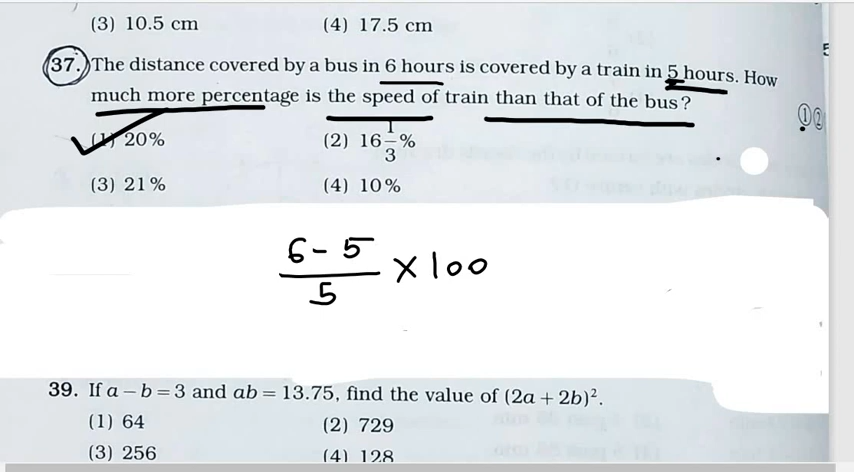 (3) 10.5 cm (4) 17.5 cm
37. The distance covered by a bus in 6 hours is covered by a train in 5 hours. How
much more percentage is the speed of train than that of the bus?
(1) 20% (2) 16 1/3 %
(3) 21% (4) 10%
① ②
6 - 5 / 5 × 100
39. If a – b = 3 and ab = 13.75, find the value of (2a + 2b)².
(1) 64 (2) 729
(3) 256 (4) 128